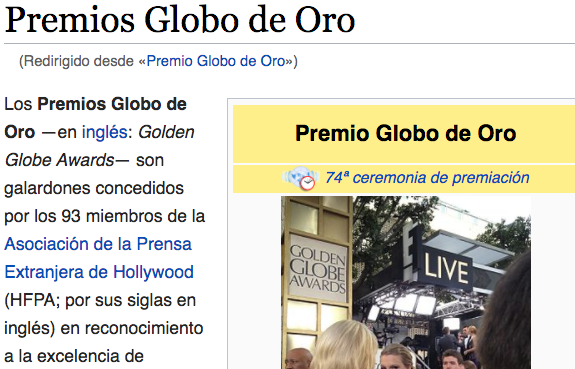 Premios Globo de Oro
(Redirigido desde «Premio Globo de Oro»)
Los Premios Globo de
Oro —en inglés: Golden
Globe Awards— son
galardones concedidos
por los 93 miembros de la
Asociación de la Prensa
Extranjera de Hollywood
(HFPA; por sus siglas en
inglés) en reconocimiento
a la excelencia de
Premio Globo de Oro
74ª ceremonia de premiación
GOLDEN
GLOBE
AWARDS
LIVE